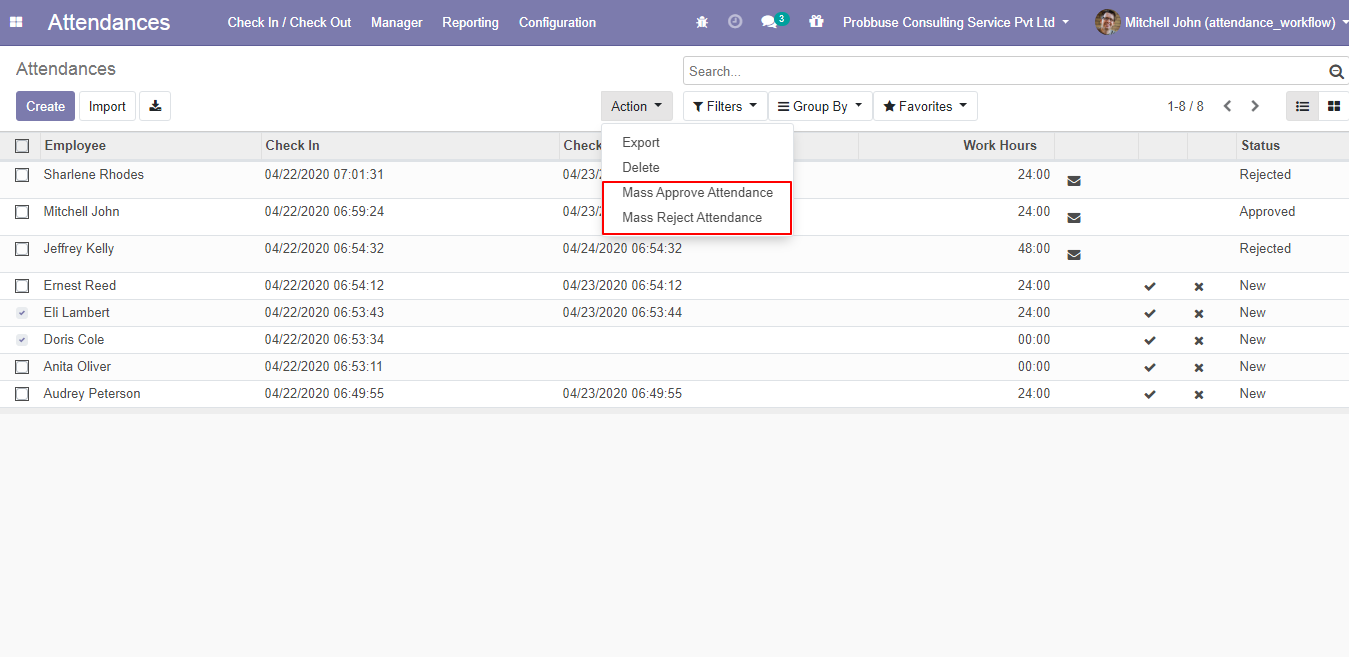 Attendances Check In / Check Out Manager Reporting Configuration 3 Probbuse Consulting Service Pvt Ltd Mitchell John (attendance_workflow)
Attendances Search...
Create Import Action Filters Group By Favorites 1-8 / 8
Employee Check In Check Work Hours Status
Export
Delete
Mass Approve Attendance
Mass Reject Attendance
Sharlene Rhodes 04/22/2020 07:01:31 04/23/ 24:00 Rejected
Mitchell John 04/22/2020 06:59:24 04/23/ 24:00 Approved
Jeffrey Kelly 04/22/2020 06:54:32 04/24/2020 06:54:32 48:00 Rejected
Ernest Reed 04/22/2020 06:54:12 04/23/2020 06:54:12 24:00 New
Eli Lambert 04/22/2020 06:53:43 04/23/2020 06:53:44 24:00 New
Doris Cole 04/22/2020 06:53:34 00:00 New
Anita Oliver 04/22/2020 06:53:11 00:00 New
Audrey Peterson 04/22/2020 06:49:55 04/23/2020 06:49:55 24:00 New